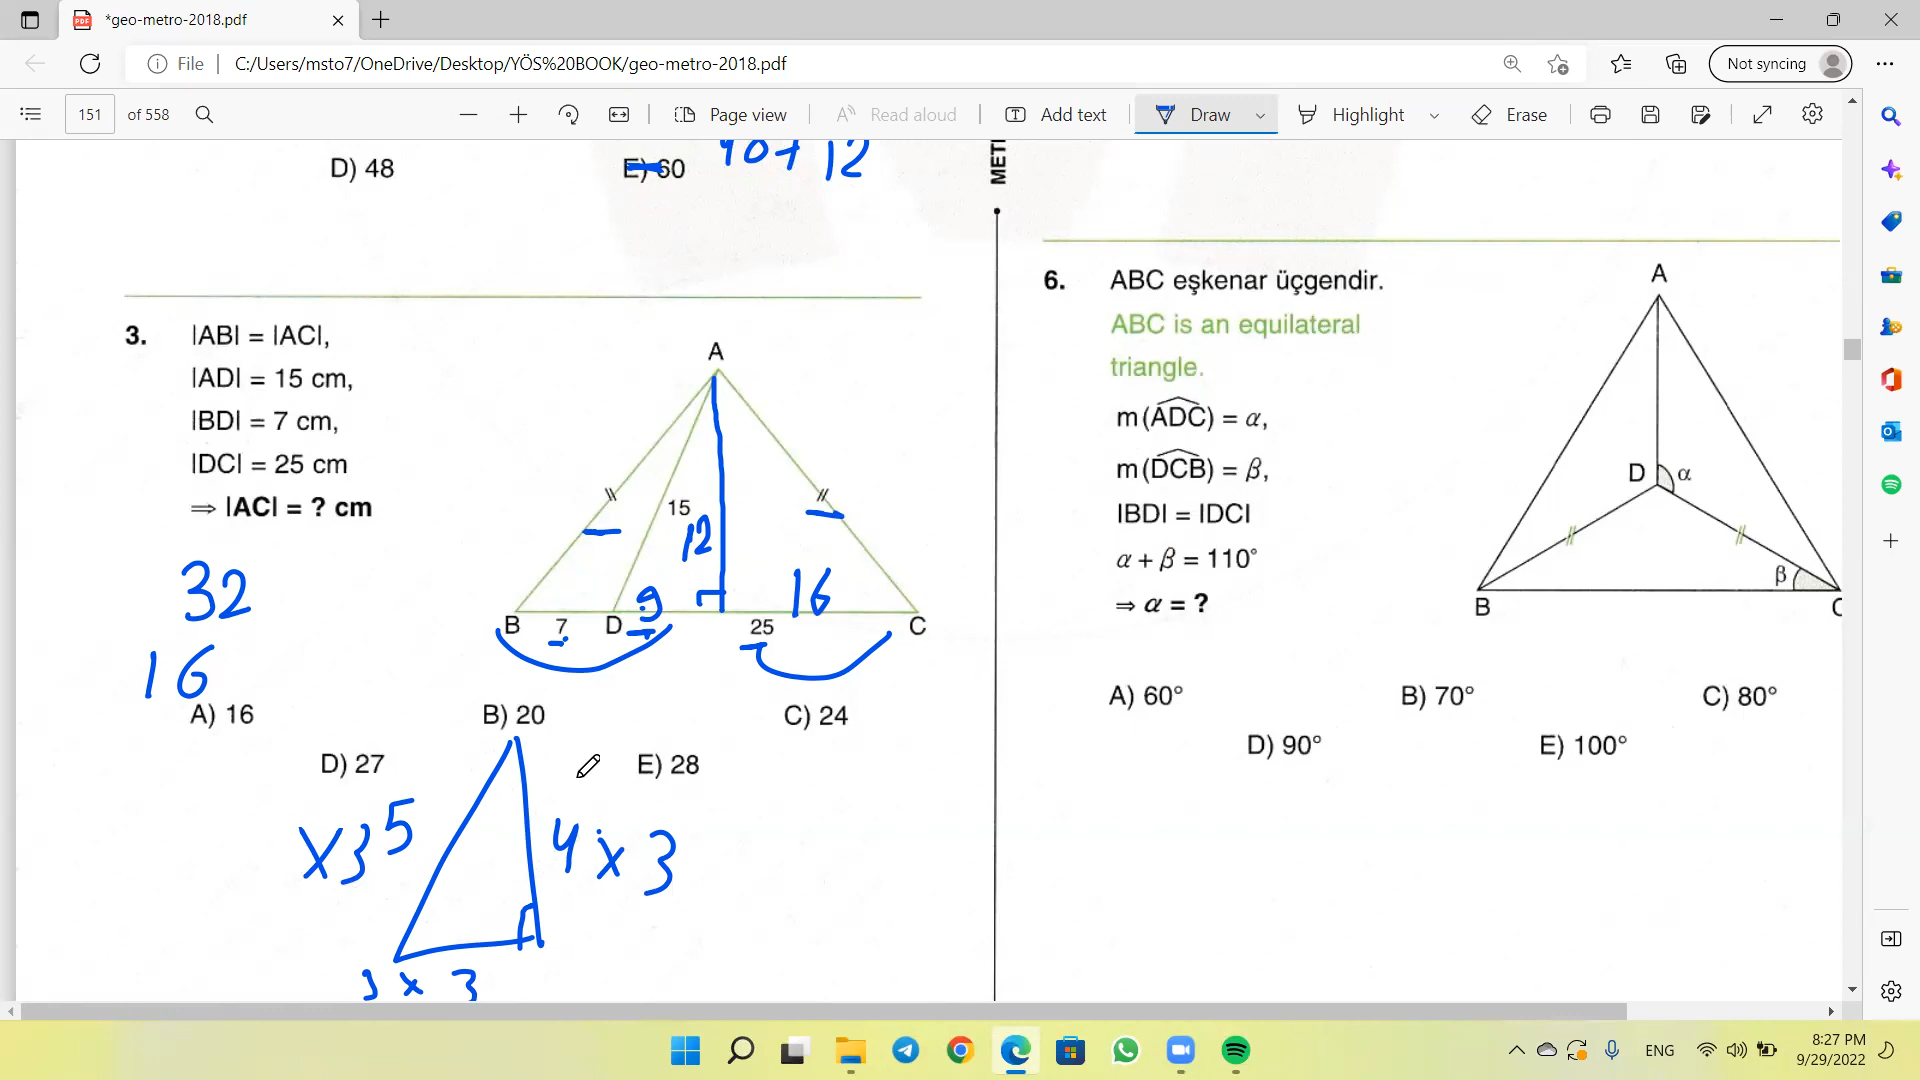 *geo-metro-2018.pdf
File
C:/Users/msto7/OneDrive/Desktop/YÖS%20BOOK/geo-metro-2018.pdf
Not syncing
151 of 558
Page view
Read aloud
Add text
Draw
Highlight
Erase
D) 48
E) 60
40 + 12
3.
|AB| = |AC|,
|AD| = 15 cm,
|BD| = 7 cm,
|DC| = 25 cm
⇒ |AC| = ? cm
A
15
12
9
16
B 7 D 25 C
32
16
A) 16
B) 20
C) 24
D) 27
E) 28
x3 5
4 x 3
3 x 3
6.
ABC eşkenar üçgendir.
ABC is an equilateral
triangle.
m(ADC) = α,
m(DCB) = β,
|BD| = |DC|
α + β = 110°
⇒ α = ?
A
D α
β
B
A) 60°
B) 70°
C) 80°
D) 90°
E) 100°
ENG
8:27 PM
9/29/2022